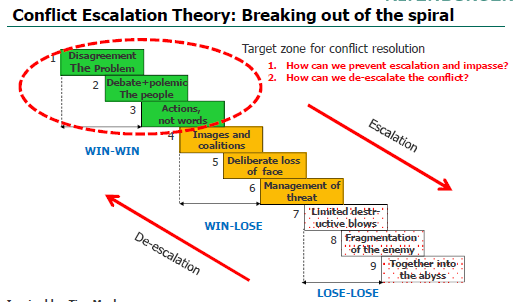 Conflict Escalation Theory: Breaking out of the spiral
Target zone for conflict resolution
1. How can we prevent escalation and impasse?
2. How can we de-escalate the conflict?
1 Disagreement
The Problem
2 Debate+polemic
The people
3 Actions,
not words
4 Images and
coalitions
5 Deliberate loss
of face
6 Management of
threat
7 Limited destr-
uctive blows
8 Fragmentation
of the enemy
9 Together into
the abyss
WIN-WIN
WIN-LOSE
LOSE-LOSE
Escalation
De-escalation